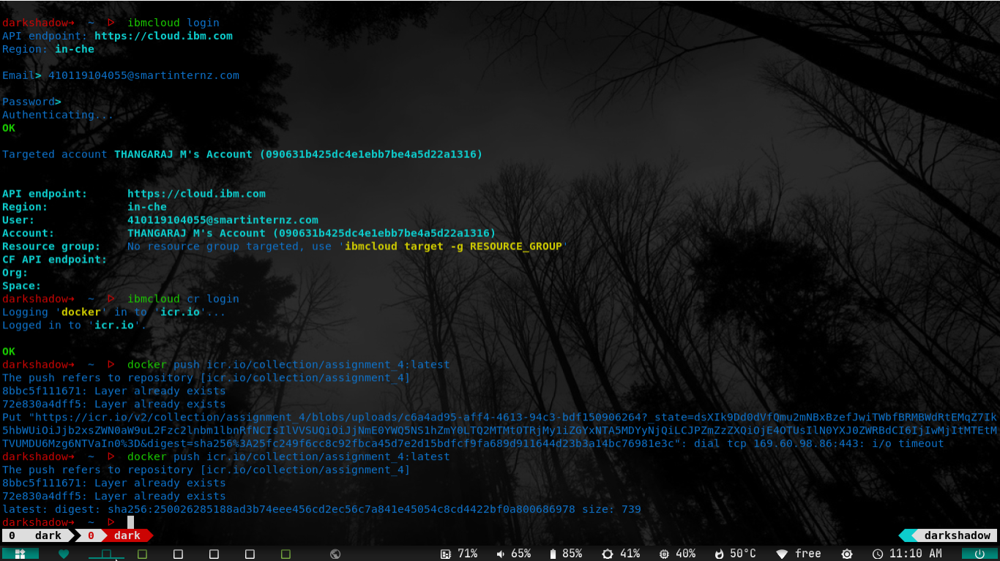 darkshadow→ ~ ▷ ibmcloud login
API endpoint: https://cloud.ibm.com
Region: in-che
Email> 410119104055@smartinternz.com
Password>
Authenticating...
OK
Targeted account THANGARAJ M's Account (090631b425dc4e1ebb7be4a5d22a1316)
API endpoint: https://cloud.ibm.com
Region: in-che
User: 410119104055@smartinternz.com
Account: THANGARAJ M's Account (090631b425dc4e1ebb7be4a5d22a1316)
Resource group: No resource group targeted, use 'ibmcloud target -g RESOURCE_GROUP'
CF API endpoint:
Org:
Space:
darkshadow→ ~ ▷ ibmcloud cr login
Logging 'docker' in to 'icr.io'...
Logged in to 'icr.io'.
OK
darkshadow→ ~ ▷ docker push icr.io/collection/assignment_4:latest
The push refers to repository [icr.io/collection/assignment_4]
8bbc5f111671: Layer already exists
72e830a4dff5: Layer already exists
Put "https://icr.io/v2/collection/assignment_4/blobs/uploads/c6a4ad95-aff4-4613-94c3-bdf150906264?_state=dsXIk9Dd0dVfQmu2mNBxBzefJwiTWbfBRMBWdRtEMqZ7Ik
5hbWUiOiJjb2xsZWN0aW9uL2Fzc2lnbm1lbnRfNCIsIlVVSUQiOiJjNmE0YWQ5NS1hZmY0LTQ2MTMtOTRjMy1iZGYxNTA5MDYyNjQiLCJPZmZzZXQiOjE4OTUsIlN0YXJ0ZWRBdCI6IjIwMjItMTEtM
TVUMDU6Mzg6NTVaIn0%3D&digest=sha256%3A25fc249f6cc8c92fbca45d7e2d15bdfcf9fa689d911644d23b3a14bc76981e3c": dial tcp 169.60.98.86:443: i/o timeout
darkshadow→ ~ ▷ docker push icr.io/collection/assignment_4:latest
The push refers to repository [icr.io/collection/assignment_4]
8bbc5f111671: Layer already exists
72e830a4dff5: Layer already exists
latest: digest: sha256:250026285188ad3b74eee456cd2ec56c7a841e45054c8cd4422bf0a800686978 size: 739
darkshadow→ ~ ▷
0 dark 0 dark darkshadow
71% 65% 85% 41% 40% 50°C free 11:10 AM